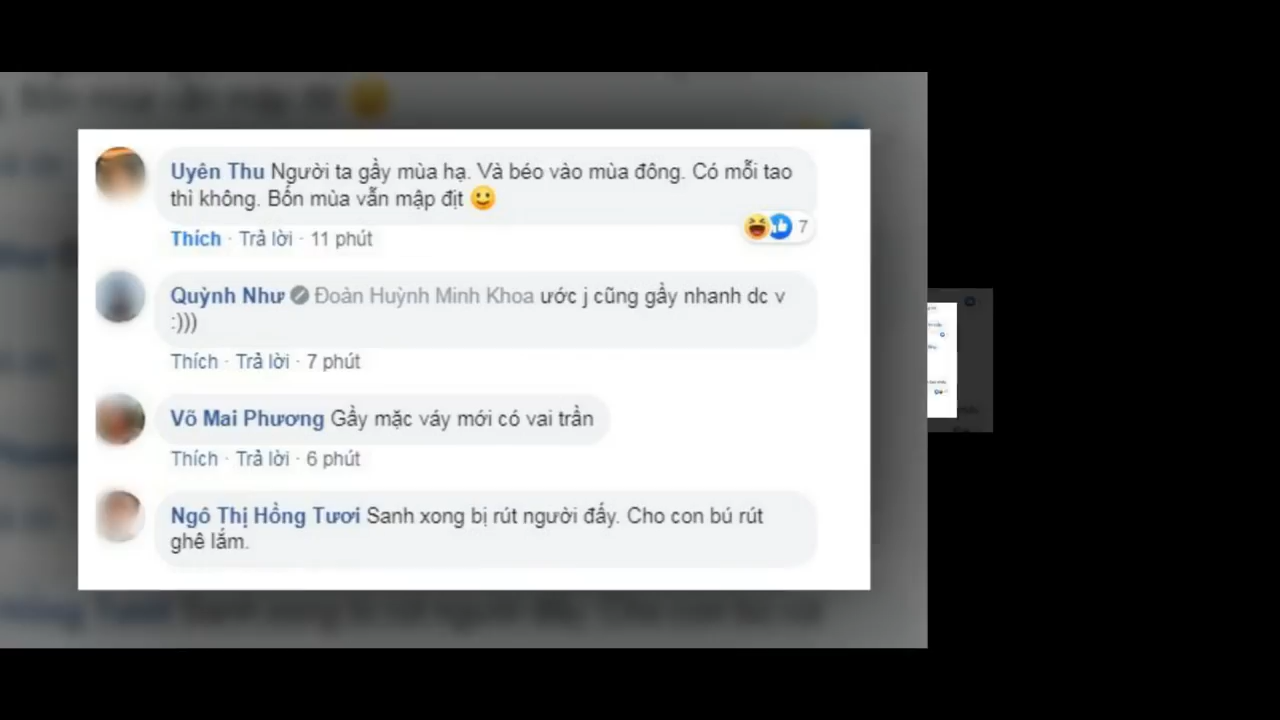 Uyên Thu Người ta gầy mùa hạ. Và béo vào mùa đông. Có mỗi tao
thì không. Bốn mùa vẫn mập địt 🙂
7
Thích · Trả lời · 11 phút
Quỳnh Như Đoàn Huỳnh Minh Khoa ước j cũng gầy nhanh dc v
:)))
Thích · Trả lời · 7 phút
Võ Mai Phương Gầy mặc váy mới có vai trần
Thích · Trả lời · 6 phút
Ngô Thị Hồng Tươi Sanh xong bị rút người đấy. Cho con bú rút
ghê lắm.